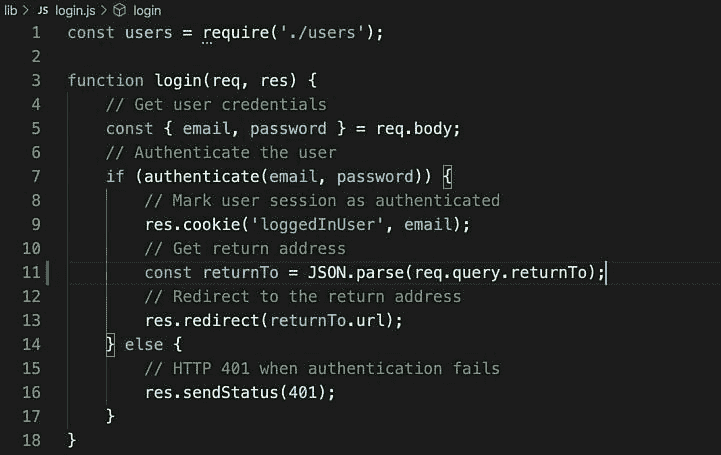 lib > JS login.js > login
1 const users = require('./users');
2
3 function login(req, res) {
4 // Get user credentials
5 const { email, password } = req.body;
6 // Authenticate the user
7 if (authenticate(email, password)) {
8 // Mark user session as authenticated
9 res.cookie('loggedInUser', email);
10 // Get return address
11 const returnTo = JSON.parse(req.query.returnTo);
12 // Redirect to the return address
13 res.redirect(returnTo.url);
14 } else {
15 // HTTP 401 when authentication fails
16 res.sendStatus(401);
17 }
18 }